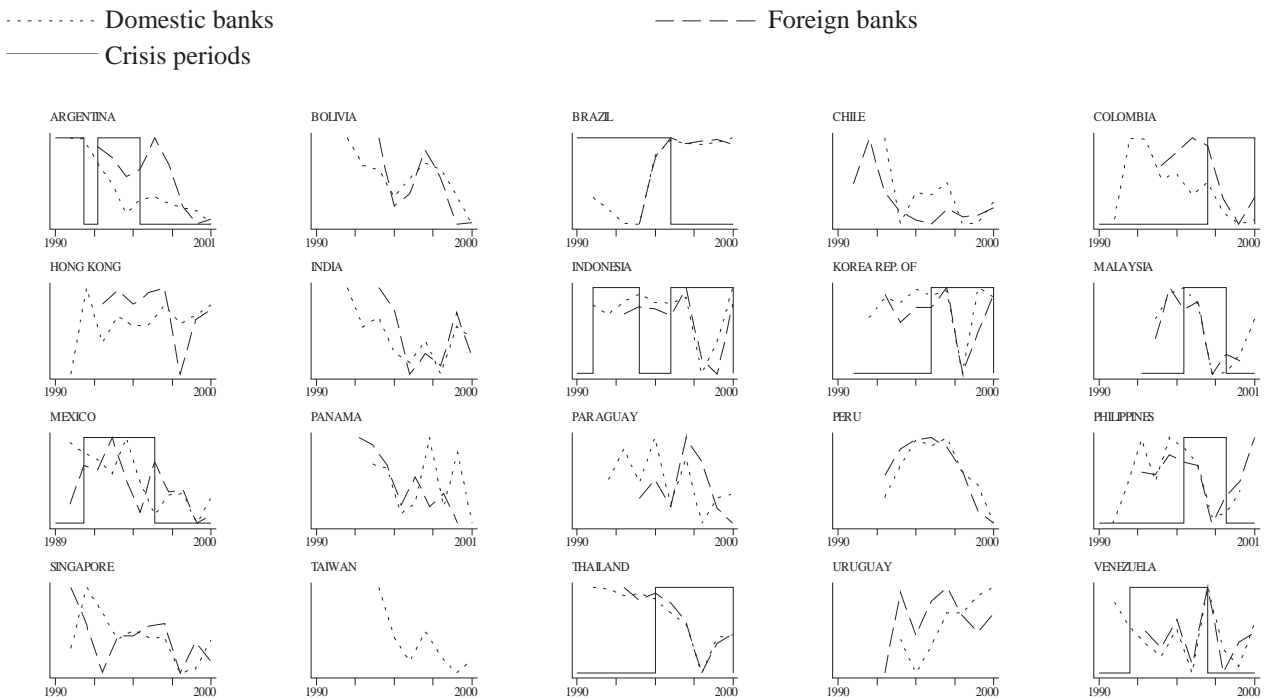 Domestic banks Foreign banks
Crisis periods
ARGENTINA BOLIVIA BRAZIL CHILE COLOMBIA
1990 2001 1990 2000 1990 2000 1990 2000 1990 2000
HONG KONG INDIA INDONESIA KOREA REP. OF MALAYSIA
1990 2000 1990 2000 1990 2000 1990 2000 1990 2001
MEXICO PANAMA PARAGUAY PERU PHILIPPINES
1989 2000 1990 2001 1990 2000 1990 2000 1990 2001
SINGAPORE TAIWAN THAILAND URUGUAY VENEZUELA
1990 2000 1990 2000 1990 2000 1990 2000 1990 2000